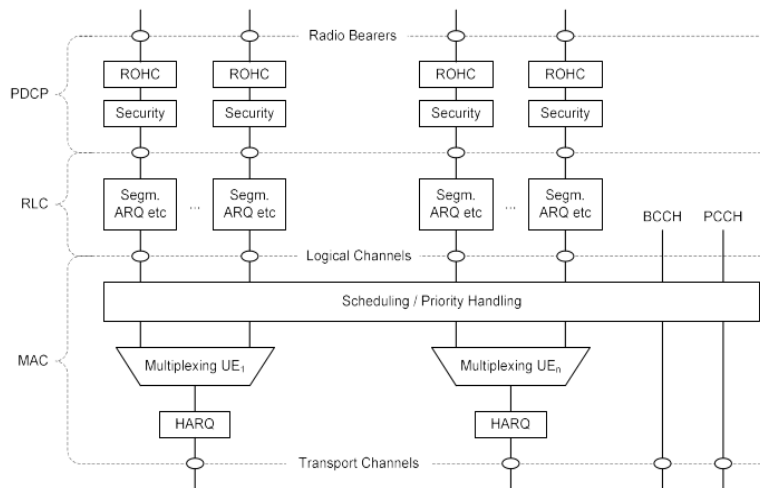 Radio Bearers
ROHC ROHC ROHC ROHC
PDCP
Security Security Security Security
Segm. ARQ etc
...
Segm. ARQ etc
Segm. ARQ etc
...
Segm. ARQ etc
RLC
BCCH PCCH
Logical Channels
Scheduling / Priority Handling
MAC
Multiplexing UE1
Multiplexing UEn
HARQ HARQ
Transport Channels